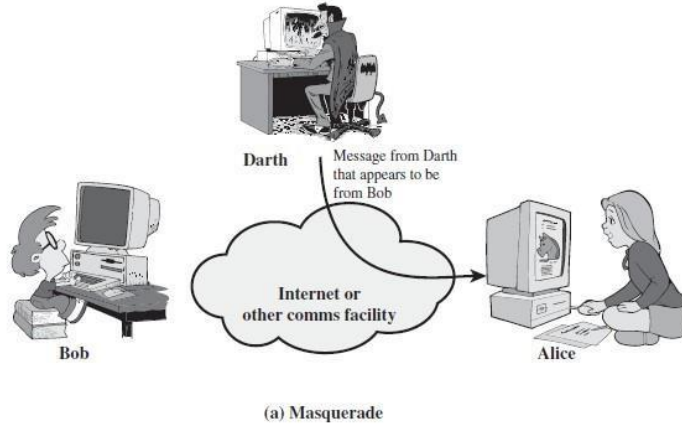 Darth
Message from Darth
that appears to be
from Bob
Internet or
other comms facility
Bob
Alice
(a) Masquerade